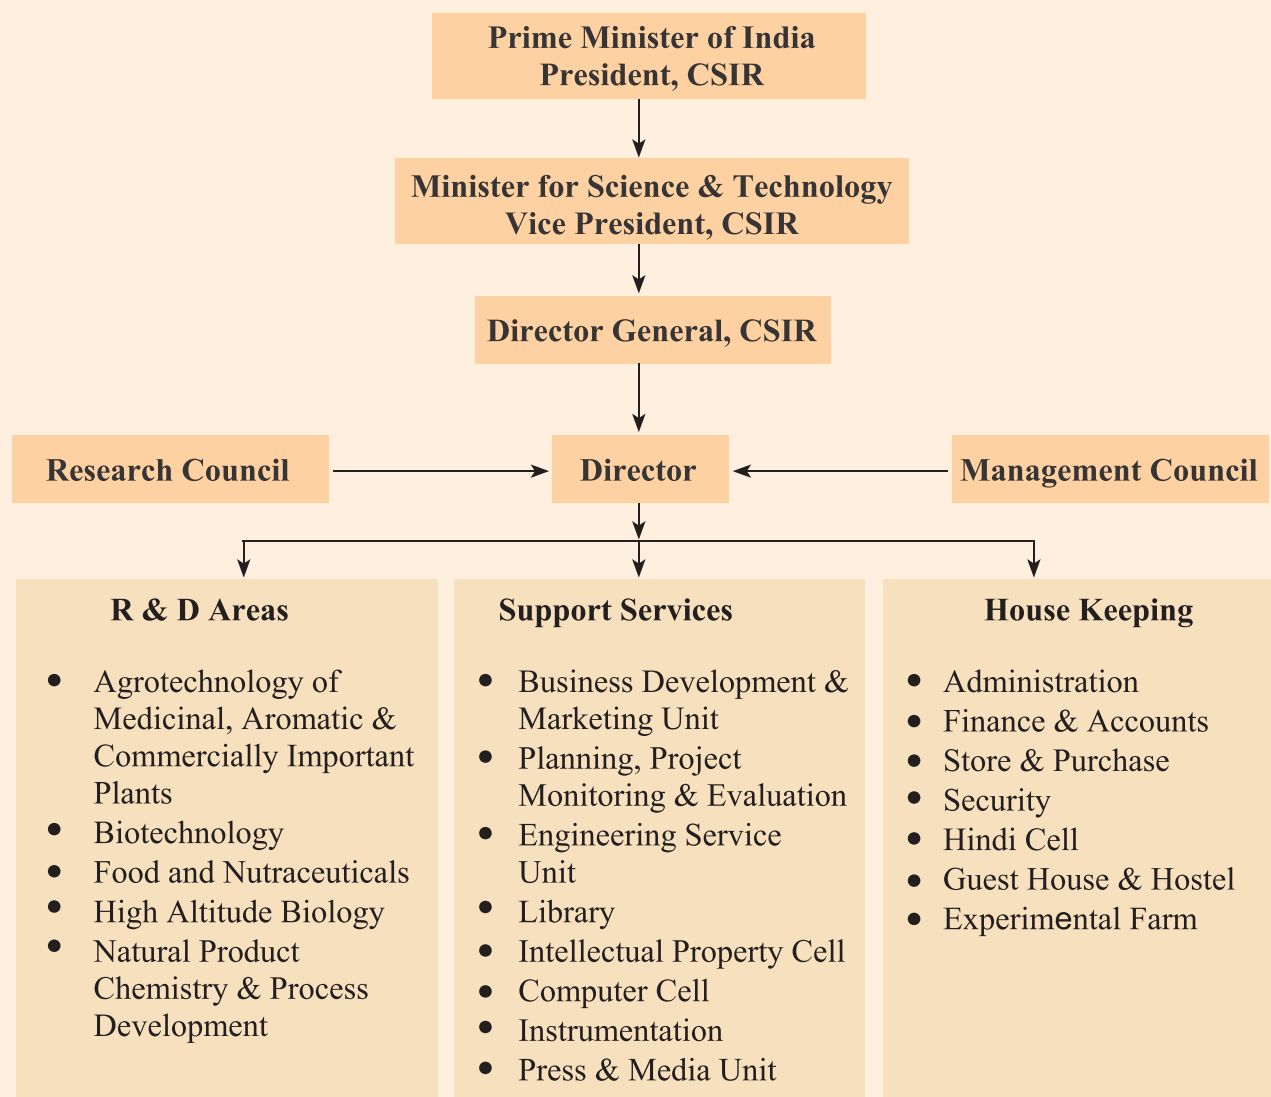 Prime Minister of India
President, CSIR
Minister for Science & Technology
Vice President, CSIR
Director General, CSIR
Research Council
Director
Management Council
R & D Areas
• Agrotechnology of
Medicinal, Aromatic &
Commercially Important
Plants
• Biotechnology
• Food and Nutraceuticals
• High Altitude Biology
• Natural Product
Chemistry & Process
Development
Support Services
• Business Development &
Marketing Unit
• Planning, Project
Monitoring & Evaluation
• Engineering Service
Unit
• Library
• Intellectual Property Cell
• Computer Cell
• Instrumentation
• Press & Media Unit
House Keeping
• Administration
• Finance & Accounts
• Store & Purchase
• Security
• Hindi Cell
• Guest House & Hostel
• Experimental Farm